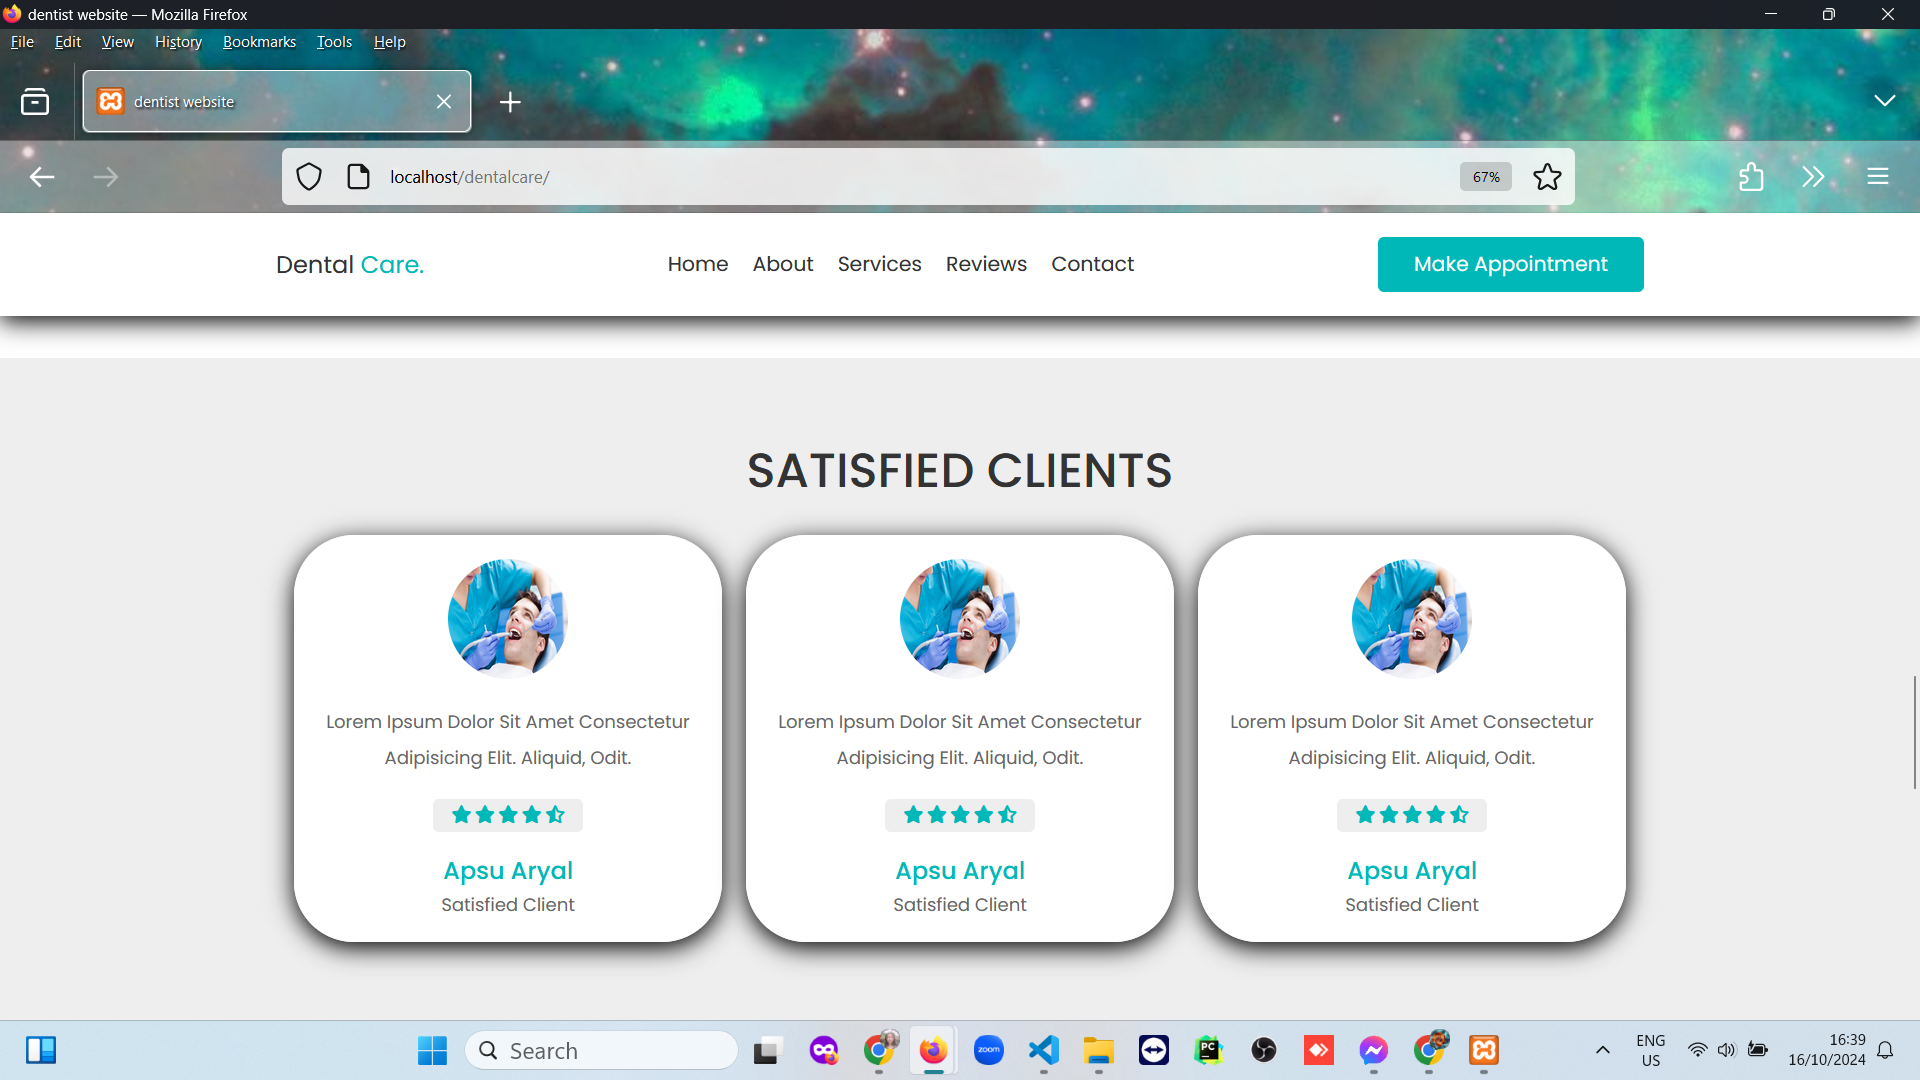 dentist website — Mozilla Firefox
File Edit View History Bookmarks Tools Help
dentist website
localhost/dentalcare/
67%
Dental Care.
Home About Services Reviews Contact
Make Appointment
SATISFIED CLIENTS
Lorem Ipsum Dolor Sit Amet Consectetur
Adipisicing Elit. Aliquid, Odit.
Apsu Aryal
Satisfied Client
Lorem Ipsum Dolor Sit Amet Consectetur
Adipisicing Elit. Aliquid, Odit.
Apsu Aryal
Satisfied Client
Lorem Ipsum Dolor Sit Amet Consectetur
Adipisicing Elit. Aliquid, Odit.
Apsu Aryal
Satisfied Client
Search
zoom
PC
ENG
US
16:39
16/10/2024